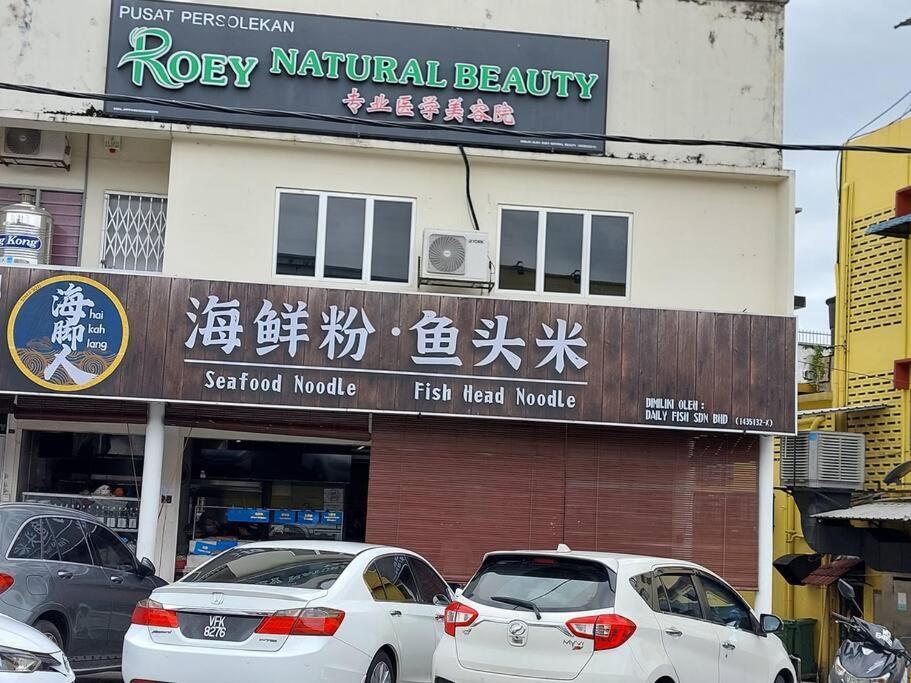 PUSAT PERSOLEKAN
ROEY NATURAL BEAUTY
专业医学美容院
YORK
g Kong
海脚人
hai
kah
lang
海鲜粉·鱼头米
Seafood Noodle
Fish Head Noodle
DIMILIKI OLEH :
DAILY FISH SDN BHD (1435132-K)
VFK
8276
MYVI